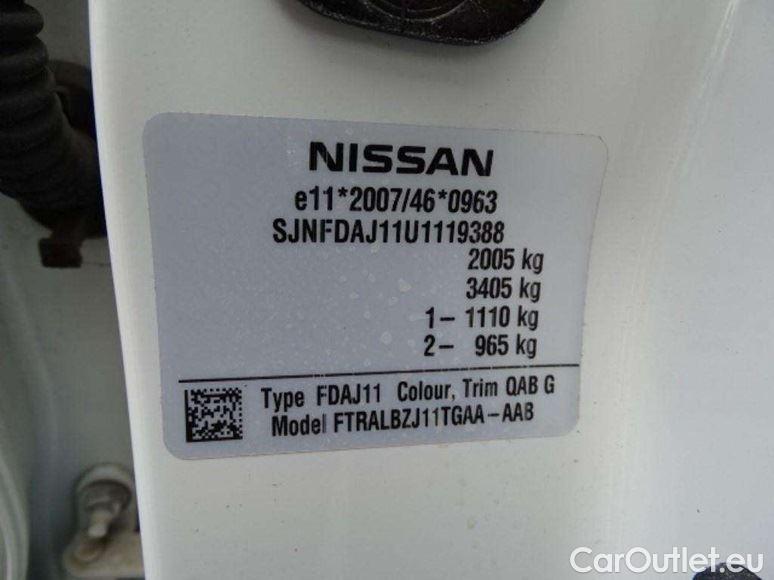 NISSAN
e11*2007/46*0963
SJNFDAJ11U1119388
2005 kg
3405 kg
1– 1110 kg
2– 965 kg
Type FDAJ11 Colour, Trim QAB G
Model FTRALBZJ11TGAA–AAB
CarOutlet.eu